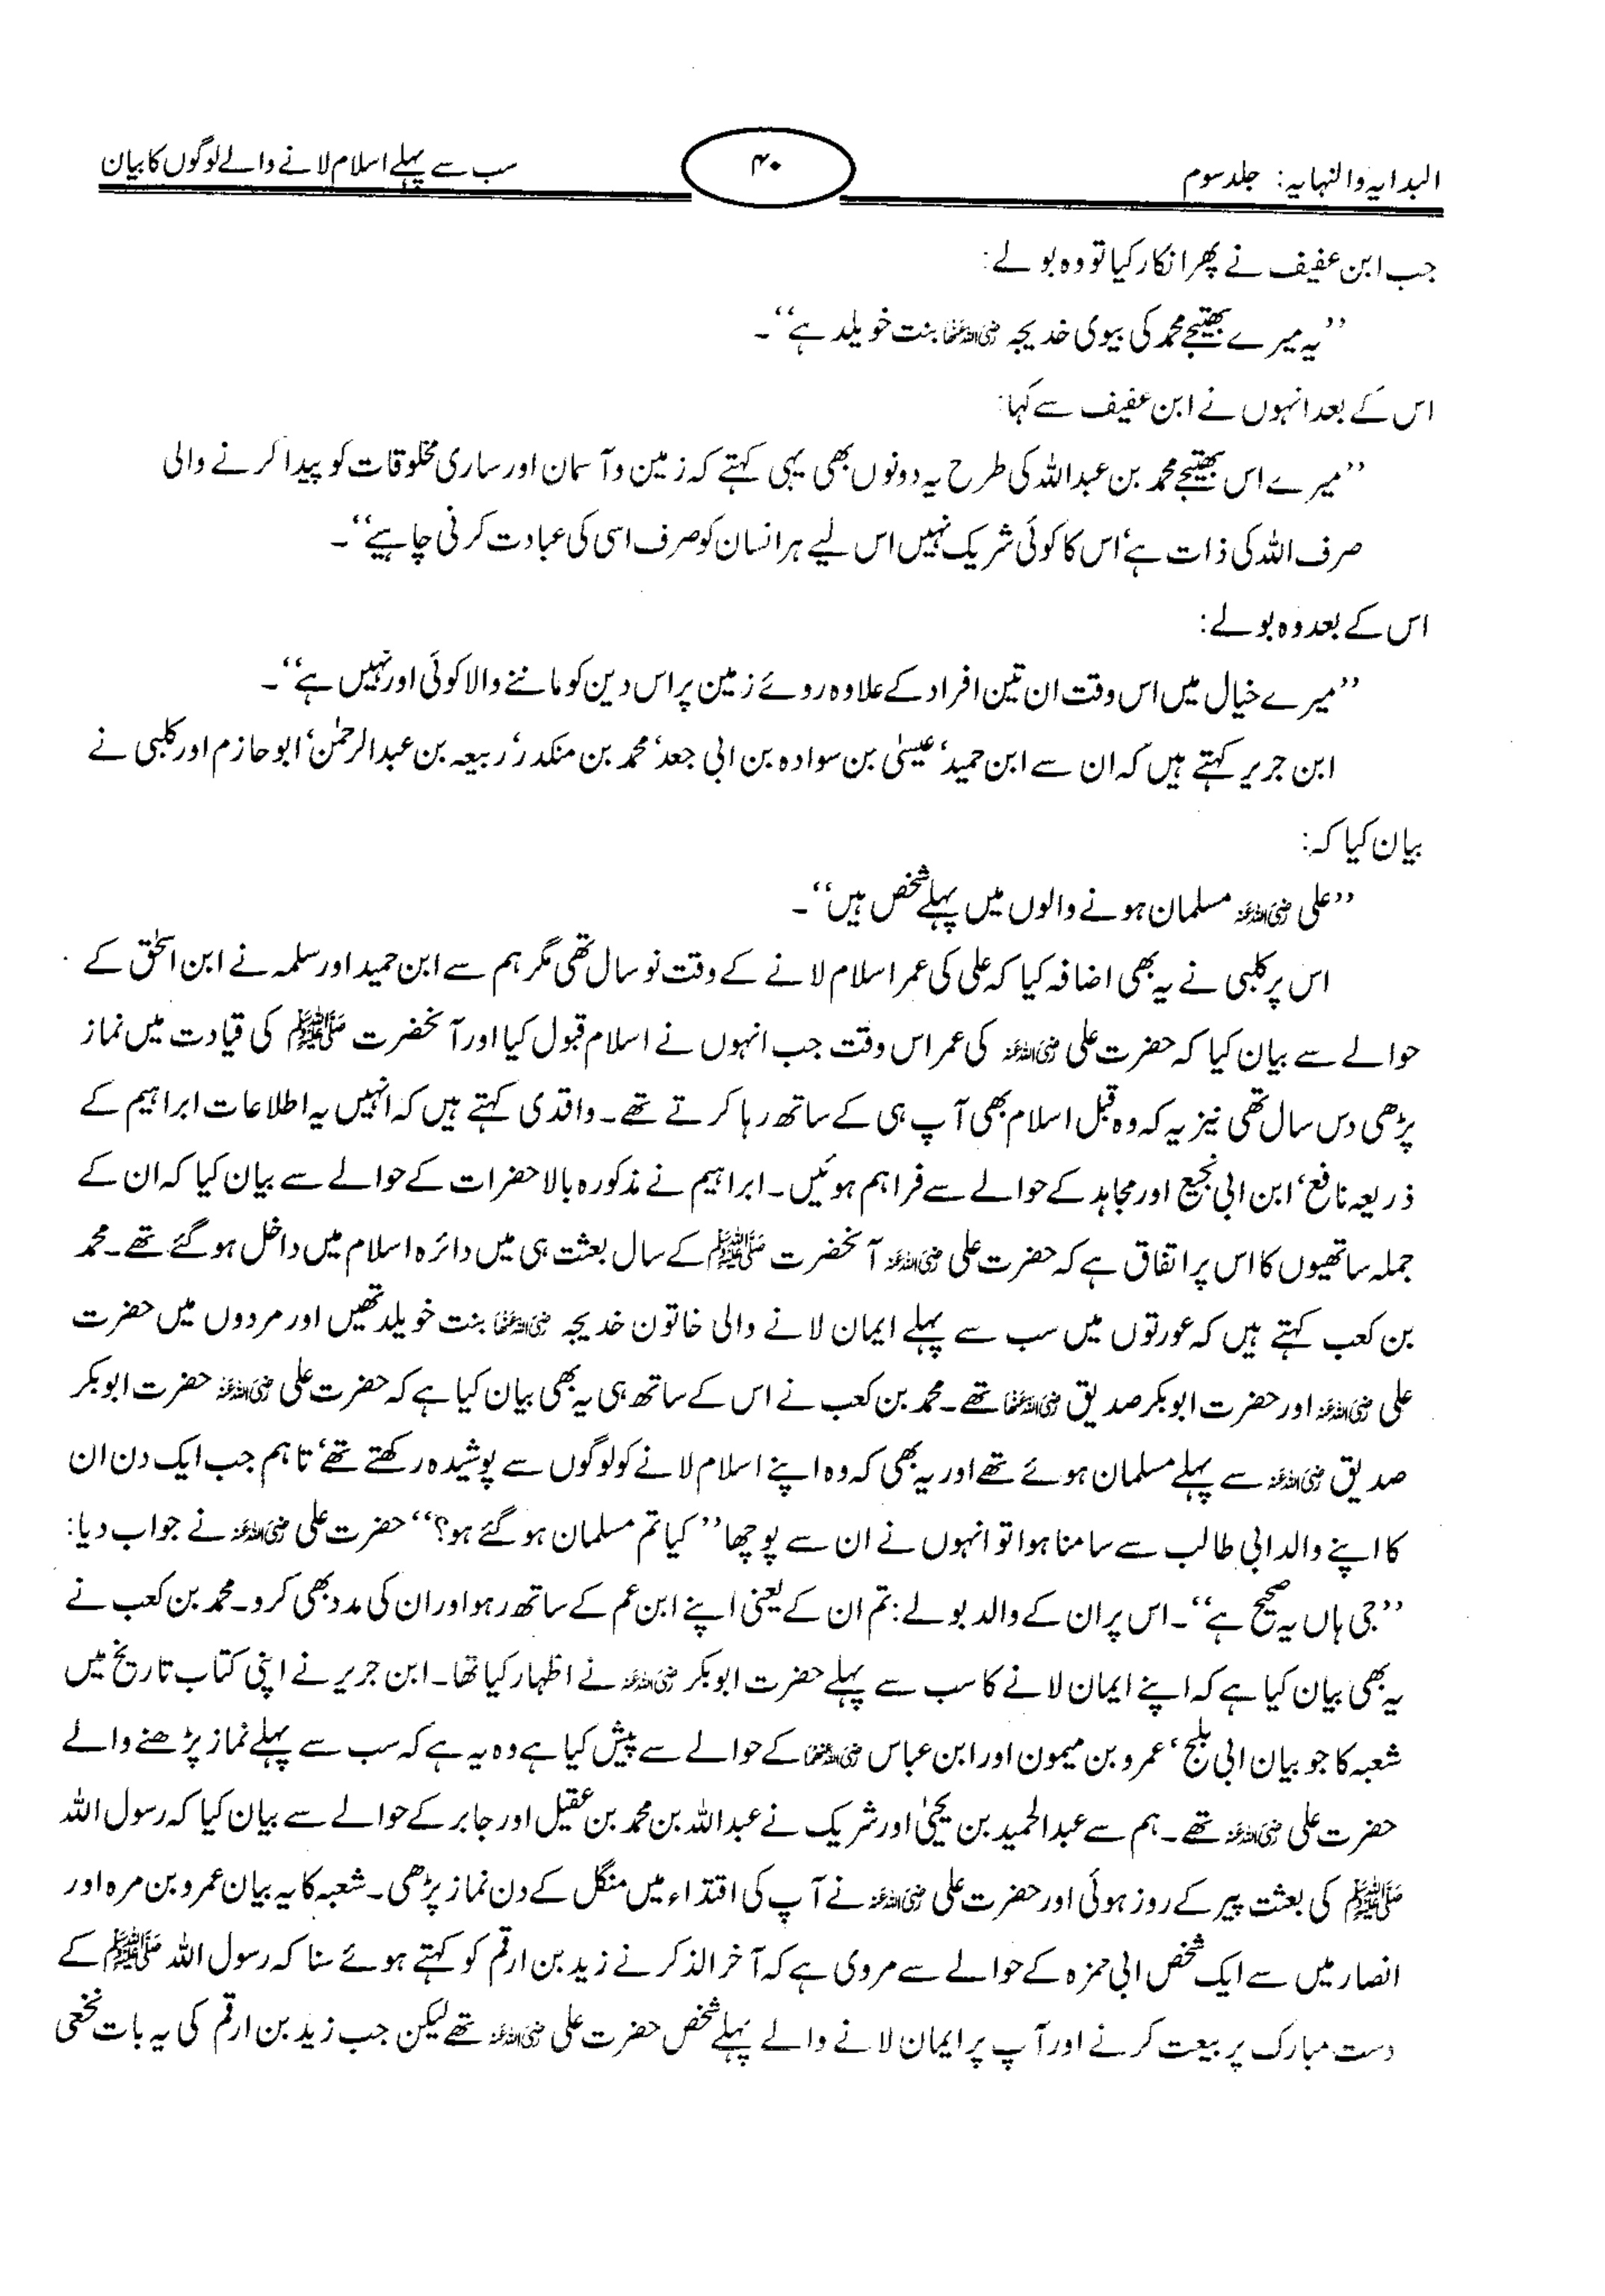 البدایہ والنہایہ: جلد سوم
۴۰
سب سے پہلے اسلام لانے والے لوگوں کا بیان
جب ابن عفیف نے پھر انکار کیا تو وہ بولے:
’’یہ میرے بھتیجے محمد کی بیوی خدیجہ رضی اللہ عنہا بنت خویلد ہے‘‘۔
اس کے بعد انہوں نے ابن عفیف سے کہا:
’’میرے اس بھتیجے محمد بن عبد اللہ کی طرح یہ دونوں بھی یہی کہتے کہ زمین و آسمان اور ساری مخلوقات کو پیدا کرنے والی
صرف اللہ کی ذات ہے‘ اس کا کوئی شریک نہیں اس لیے ہر انسان کو صرف اسی کی عبادت کرنی چاہیے‘‘۔
اس کے بعد وہ بولے:
’’میرے خیال میں اس وقت ان تین افراد کے علاوہ روئے زمین پر اس دین کو ماننے والا کوئی اور نہیں ہے‘‘۔
ابن جریر کہتے ہیں کہ ان سے ابن حمید‘ عیسیٰ بن سوادہ بن ابی جعد‘ محمد بن منکدر‘ ربیعہ بن عبدالرحمٰن‘ ابو حازم اور کلبی نے
بیان کیا کہ:
’’علی رضی اللہ عنہ مسلمان ہونے والوں میں پہلے شخص ہیں‘‘۔
اس پر کلبی نے یہ بھی اضافہ کیا کہ علی کی عمر اسلام لانے کے وقت نو سال تھی مگر ہم سے ابن حمید اور سلمہ نے ابن اسحٰق کے
حوالے سے بیان کیا کہ حضرت علی رضی اللہ عنہ کی عمر اس وقت جب انہوں نے اسلام قبول کیا اور آنحضرت ﷺ کی قیادت میں نماز
پڑھی دس سال تھی نیز یہ کہ وہ قبل اسلام بھی آپ ہی کے ساتھ رہا کرتے تھے۔ واقدی کہتے ہیں کہ انہیں یہ اطلاعات ابراہیم کے
ذریعہ نافع‘ ابن ابی نجیح اور مجاہد کے حوالے سے فراہم ہوئیں۔ ابراہیم نے مذکورہ بالا حضرات کے حوالے سے بیان کیا کہ ان کے
جملہ ساتھیوں کا اس پر اتفاق ہے کہ حضرت علی رضی اللہ عنہ آنحضرت ﷺ کے سال بعثت ہی میں دائرہ اسلام میں داخل ہو گئے تھے۔ محمد
بن کعب کہتے ہیں کہ عورتوں میں سب سے پہلے ایمان لانے والی خاتون خدیجہ رضی اللہ عنہا بنت خویلد تھیں اور مردوں میں حضرت
علی رضی اللہ عنہ اور حضرت ابوبکر صدیق رضی اللہ عنہما تھے۔ محمد بن کعب نے اس کے ساتھ ہی یہ بھی بیان کیا ہے کہ حضرت علی رضی اللہ عنہ حضرت ابوبکر
صدیق رضی اللہ عنہ سے پہلے مسلمان ہوئے تھے اور یہ بھی کہ وہ اپنے اسلام لانے کو لوگوں سے پوشیدہ رکھتے تھے‘ تاہم جب ایک دن ان
کا اپنے والد ابی طالب سے سامنا ہوا تو انہوں نے ان سے پوچھا ’’کیا تم مسلمان ہو گئے ہو؟‘‘ حضرت علی رضی اللہ عنہ نے جواب دیا:
’’جی ہاں یہ صحیح ہے‘‘۔ اس پر ان کے والد بولے: تم ان کے یعنی اپنے ابن عم کے ساتھ رہو اور ان کی مدد بھی کرو۔ محمد بن کعب نے
یہ بھی بیان کیا ہے کہ اپنے ایمان لانے کا سب سے پہلے حضرت ابوبکر رضی اللہ عنہ نے اظہار کیا تھا۔ ابن جریر نے اپنی کتاب تاریخ میں
شعبہ کا جو بیان ابی بلج‘ عمرو بن میمون اور ابن عباس رضی اللہ عنہما کے حوالے سے پیش کیا ہے وہ یہ ہے کہ سب سے پہلے نماز پڑھنے والے
حضرت علی رضی اللہ عنہ تھے۔ ہم سے عبدالحمید بن یحییٰ اور شریک نے عبداللہ بن محمد بن عقیل اور جابر کے حوالے سے بیان کیا کہ رسول اللہ
ﷺ کی بعثت پیر کے روز ہوئی اور حضرت علی رضی اللہ عنہ نے آپ کی اقتداء میں منگل کے دن نماز پڑھی۔ شعبہ کا یہ بیان عمرو بن مرہ اور
انصار میں سے ایک شخص ابی حمزہ کے حوالے سے مروی ہے کہ آخر الذکر نے زید بن ارقم کو کہتے ہوئے سنا کہ رسول اللہ ﷺ کے
دست مبارک پر بیعت کرنے اور آپ پر ایمان لانے والے پہلے شخص حضرت علی رضی اللہ عنہ تھے لیکن جب زید بن ارقم کی یہ بات نخعی